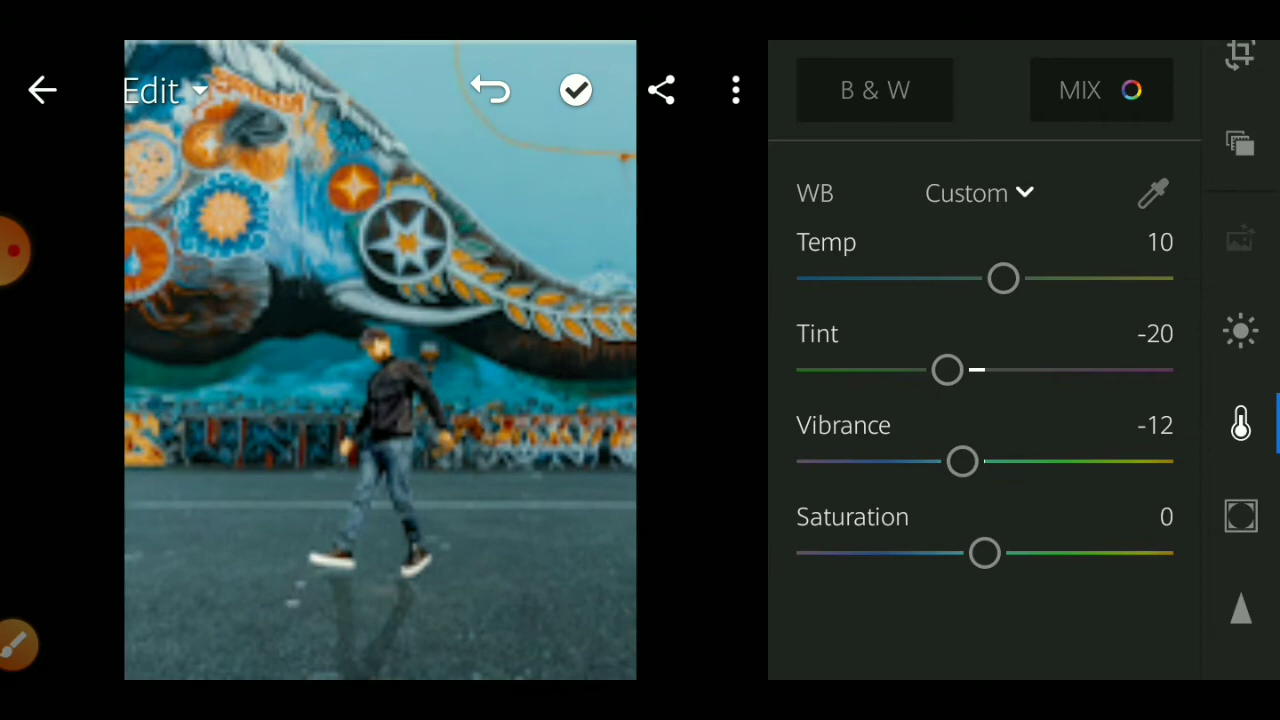 Edit
B & W
MIX
WB
Custom
Temp
10
Tint
-20
Vibrance
-12
Saturation
0